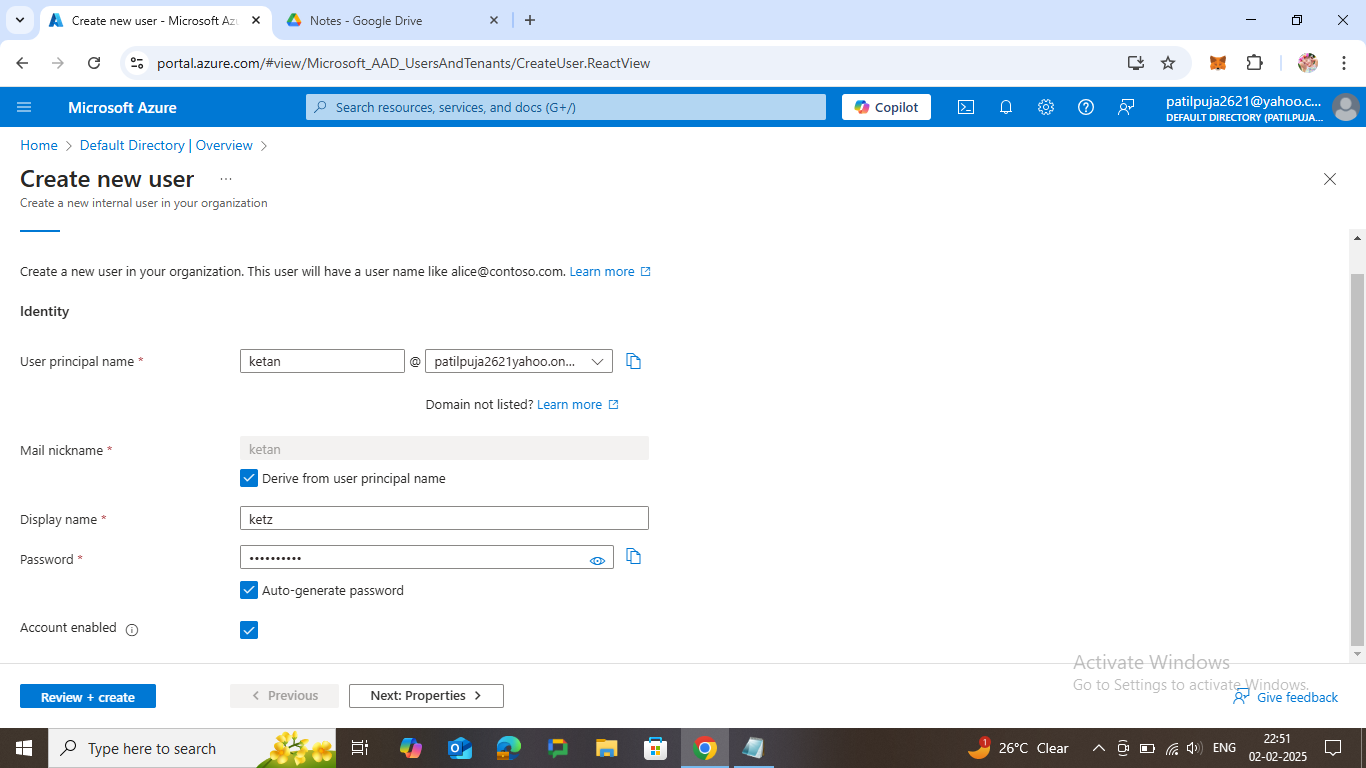 Create new user - Microsoft Az
Notes - Google Drive
portal.azure.com/#view/Microsoft_AAD_UsersAndTenants/CreateUser.ReactView
Microsoft Azure
Search resources, services, and docs (G+/)
Copilot
patilpuja2621@yahoo.c...
DEFAULT DIRECTORY (PATILPUJA...
Home > Default Directory | Overview >
Create new user ...
Create a new internal user in your organization
Create a new user in your organization. This user will have a user name like alice@contoso.com. Learn more
Identity
User principal name *
ketan @ patilpuja2621yahoo.on...
Domain not listed? Learn more
Mail nickname *
ketan
Derive from user principal name
Display name *
ketz
Password *
••••••••••
Auto-generate password
Account enabled
Activate Windows
Go to Settings to activate Windows.
Review + create
< Previous
Next: Properties >
Give feedback
Type here to search
1
26°C Clear
ENG
22:51
02-02-2025